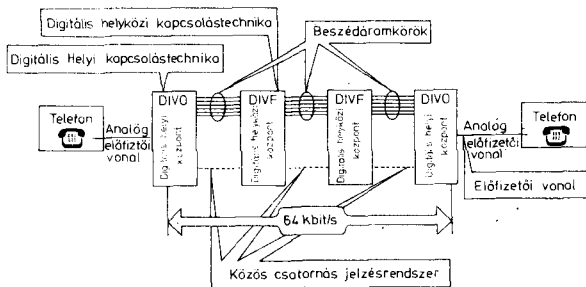 Digitális helyközi kapcsolástechnika
Beszédáramkörök
Digitális Helyi kapcsolástechnika
DIVO
DIVF
DIVF
DIVO
Telefon
Analóg
előfiztői
vonal
Digitális helyi
központ
Digitális helyközi
központ
Digitális helyközi
központ
Digitális helyi
központ
Analóg
előfizetői
vonal
Telefon
Előfizetői vonal
64 Kbit/s
Közös csatornás jelzésrendszer